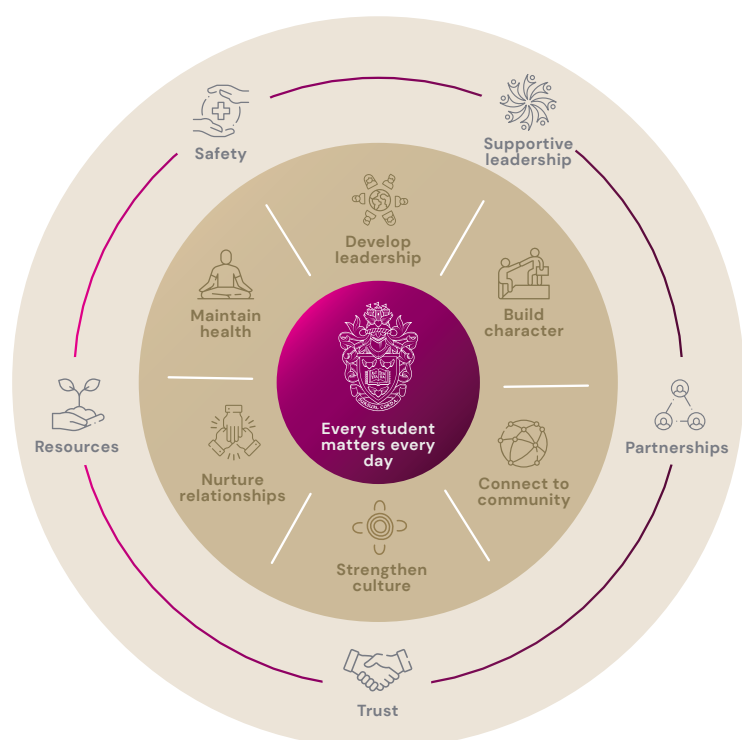 Safety
Supportive
leadership
Develop
leadership
Maintain
health
Build
character
Every student
matters every
day
Resources
Partnerships
Nurture
relationships
Connect to
community
Strengthen
culture
Trust